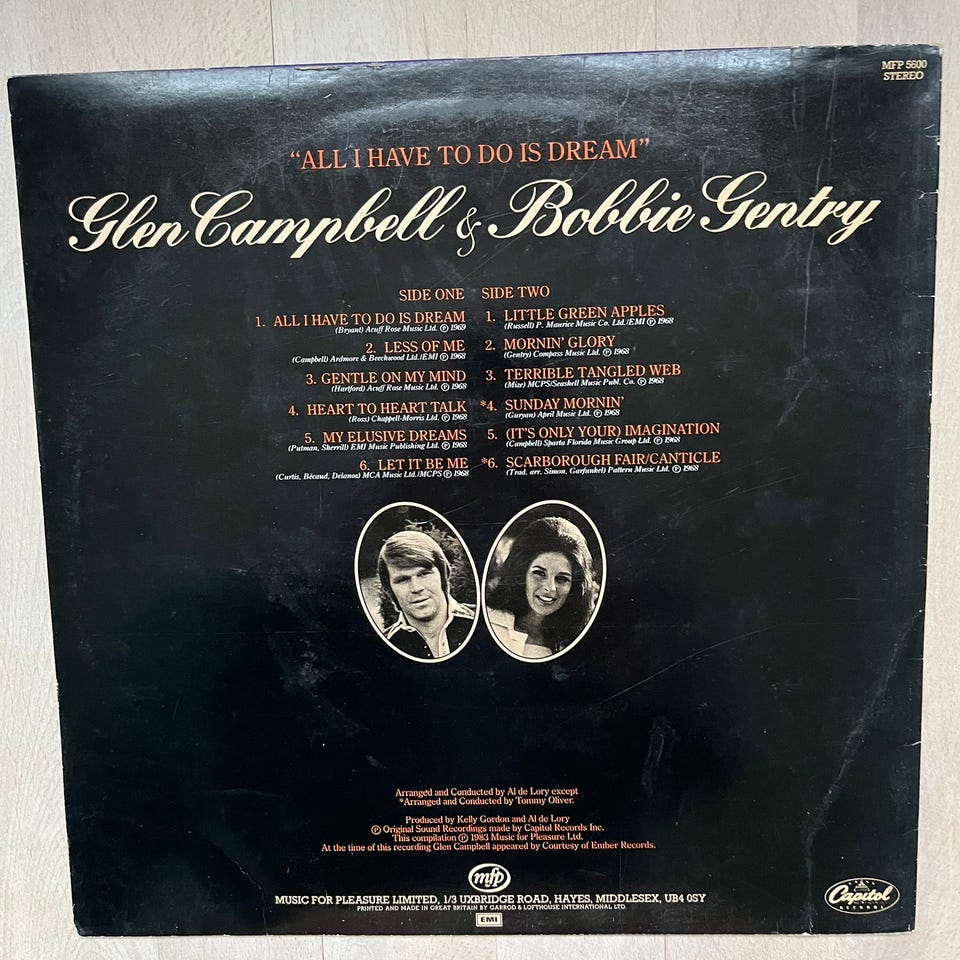 MFP 5600
STEREO
"ALL I HAVE TO DO IS DREAM"
Glen Campbell & Bobbie Gentry
SIDE ONE
1. ALL I HAVE TO DO IS DREAM
(Bryant) Acuff Rose Music Ltd. ℗ 1969
2. LESS OF ME
(Campbell) Ardmore & Beechwood Ltd./EMI ℗ 1968
3. GENTLE ON MY MIND
(Hartford) Acuff Rose Music Ltd. ℗ 1968
4. HEART TO HEART TALK
(Ross) Chappell-Morris Ltd. ℗ 1968
5. MY ELUSIVE DREAMS
(Putman, Sherrill) EMI Music Publishing Ltd. ℗ 1968
6. LET IT BE ME
(Curtis, Bécaud, Delanoe) MCA Music Ltd./MCPS ℗ 1968
SIDE TWO
1. LITTLE GREEN APPLES
(Russell) P. Maurice Music Co. Ltd./EMI ℗ 1968
2. MORNIN' GLORY
(Gentry) Compass Music Ltd. ℗ 1968
3. TERRIBLE TANGLED WEB
(Mize) MCPS/Seashell Music Publ. Co. ℗ 1968
*4. SUNDAY MORNIN'
(Guryan) April Music Ltd. ℗ 1968
5. (IT'S ONLY YOUR) IMAGINATION
(Campbell) Sparta Florida Music Group Ltd. ℗ 1968
*6. SCARBOROUGH FAIR/CANTICLE
(Trad. arr. Simon, Garfunkel) Pattern Music Ltd. ℗ 1968
Arranged and Conducted by Al de Lory except
*Arranged and Conducted by Tommy Oliver.
Produced by Kelly Gordon and Al de Lory
℗ Original Sound Recordings made by Capitol Records Inc.
This compilation ℗ 1983 Music for Pleasure Ltd.
At the time of this recording Glen Campbell appeared by Courtesy of Ember Records.
mfp
MUSIC FOR PLEASURE LIMITED, 1/3 UXBRIDGE ROAD, HAYES, MIDDLESEX, UB4 0SY
PRINTED AND MADE IN GREAT BRITAIN BY GARROD & LOFTHOUSE INTERNATIONAL LTD.
EMI
Capitol
RECORDS